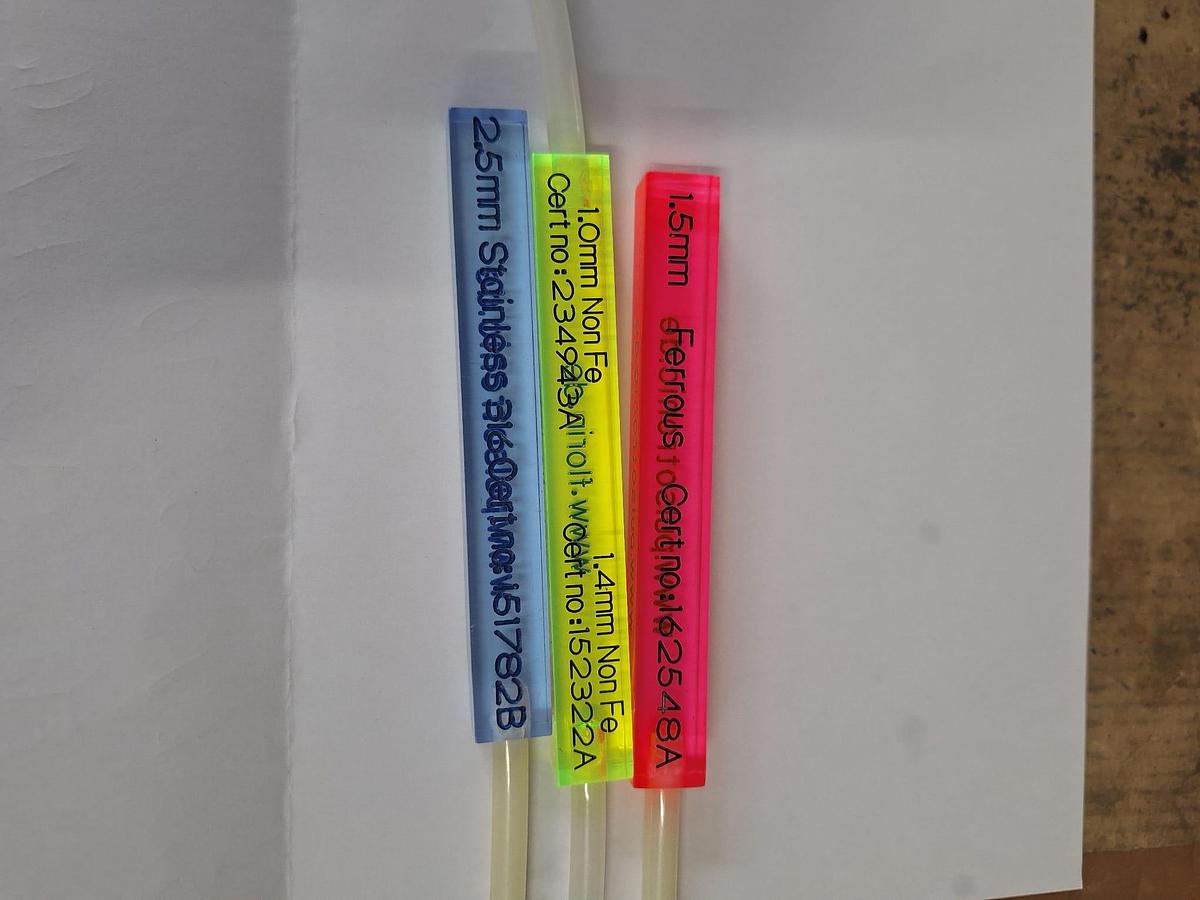 1.5mm Ferrous Cert no:162548A
1.0mm Non Fe
Cert no:234943A
1.4mm Non Fe
Cert no:152322A
2.5mm Stainless 316 Cert no:151782B